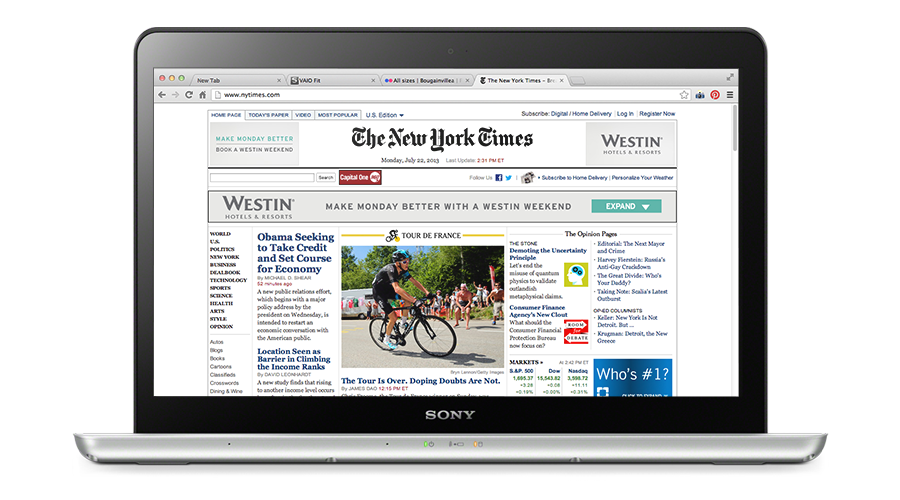 New Tab
VAIO Fit
All sizes | Bougainvillea |
The New York Times – Bre
www.nytimes.com
HOME PAGE
TODAY'S PAPER
VIDEO
MOST POPULAR
U.S. Edition
Subscribe: Digital / Home Delivery
Log In
Register Now
MAKE MONDAY BETTER
BOOK A WESTIN WEEKEND
The New York Times
Monday, July 22, 2013
Last Update: 2:31 PM ET
WESTIN
HOTELS & RESORTS
Search
Capital One
Follow Us
Subscribe to Home Delivery
Personalize Your Weather
WESTIN
HOTELS & RESORTS
MAKE MONDAY BETTER WITH A WESTIN WEEKEND
EXPAND
WORLD
U.S.
POLITICS
NEW YORK
BUSINESS
DEALBOOK
TECHNOLOGY
SPORTS
SCIENCE
HEALTH
ARTS
STYLE
OPINION
Autos
Blogs
Books
Cartoons
Classifieds
Crosswords
Dining & Wine
Obama Seeking
to Take Credit
and Set Course
for Economy
By MICHAEL D. SHEAR
52 minutes ago
A new public relations effort,
which begins with a major
policy address by the
president on Wednesday, is
intended to restart an
economic conversation with
the American public.
Location Seen as
Barrier in Climbing
the Income Ranks
By DAVID LEONHARDT
A new study finds that rising
to another income level occurs
TOUR DE FRANCE
Bryn Lennon/Getty Images
The Tour Is Over. Doping Doubts Are Not.
By JAMES DAO 12:15 PM ET
The Opinion Pages
THE STONE
Demoting the Uncertainty
Principle
Let's end the
misuse of quantum
physics to validate
outlandish
metaphysical claims.
Consumer Finance
Agency's New Clout
What should the
Consumer Financial
Protection Bureau
now focus on?
ROOM
for
DEBATE
• Editorial: The Next Mayor
and Crime
• Harvey Fierstein: Russia's
Anti-Gay Crackdown
• The Great Divide: Who's
Your Daddy?
• Taking Note: Scalia's Latest
Outburst
OP-ED COLUMNISTS
• Keller: New York Is Not
Detroit. But ...
• Krugman: Detroit, the New
Greece
MARKETS »
At 2:42 PM ET
S.&P. 500
Dow
Nasdaq
1,695.37
15,543.82
3,598.72
+3.28
+0.08
+11.11
+0.19%
+0.00%
+0.31%
Who's #1?
CLICK TO EXPAND
SONY